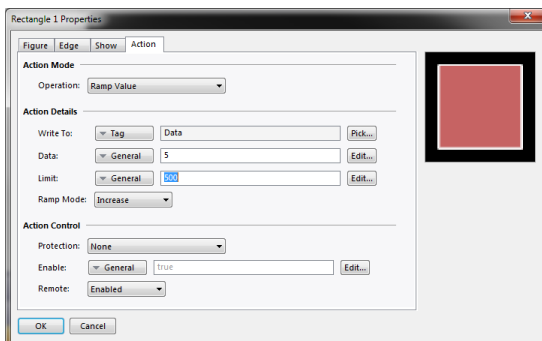 Rectangle 1 Properties
Figure Edge Show Action
Action Mode
Operation: Ramp Value
Action Details
Write To: Tag Data Pick...
Data: General 5 Edit...
Limit: General 500 Edit...
Ramp Mode: Increase
Action Control
Protection: None
Enable: General true Edit...
Remote: Enabled
OK Cancel